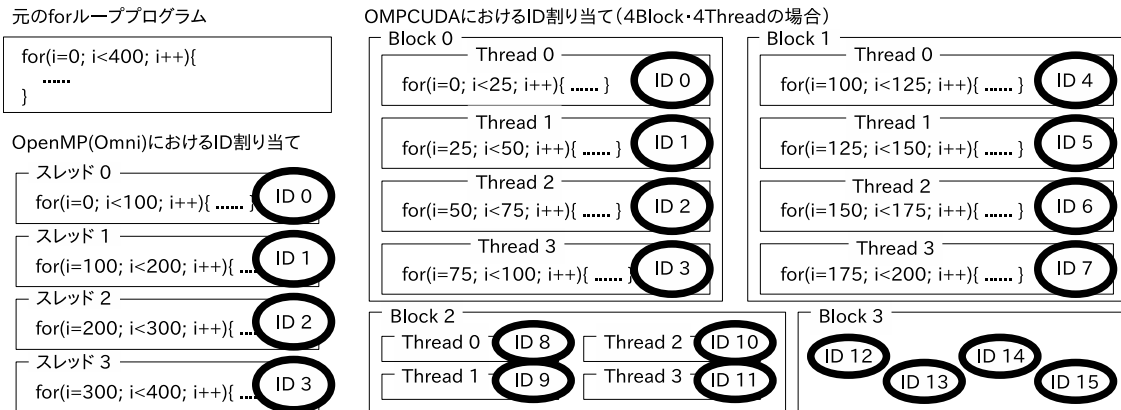 元のforループプログラム
for(i=0; i<400; i++){
......
}
OpenMP(Omni)におけるID割り当て
スレッド 0
for(i=0; i<100; i++){ ...... } ID 0
スレッド 1
for(i=100; i<200; i++){ ... ID 1
スレッド 2
for(i=200; i<300; i++){ ... ID 2
スレッド 3
for(i=300; i<400; i++){ ... ID 3
OMPCUDAにおけるID割り当て(4Block・4Threadの場合)
Block 0
Thread 0
for(i=0; i<25; i++){ ...... } ID 0
Thread 1
for(i=25; i<50; i++){ ...... } ID 1
Thread 2
for(i=50; i<75; i++){ ...... } ID 2
Thread 3
for(i=75; i<100; i++){ ...... } ID 3
Block 1
Thread 0
for(i=100; i<125; i++){ ...... } ID 4
Thread 1
for(i=125; i<150; i++){ ...... } ID 5
Thread 2
for(i=150; i<175; i++){ ...... } ID 6
Thread 3
for(i=175; i<200; i++){ ...... } ID 7
Block 2
Thread 0 ID 8 Thread 2 ID 10
Thread 1 ID 9 Thread 3 ID 11
Block 3
ID 12 ID 14
ID 13 ID 15